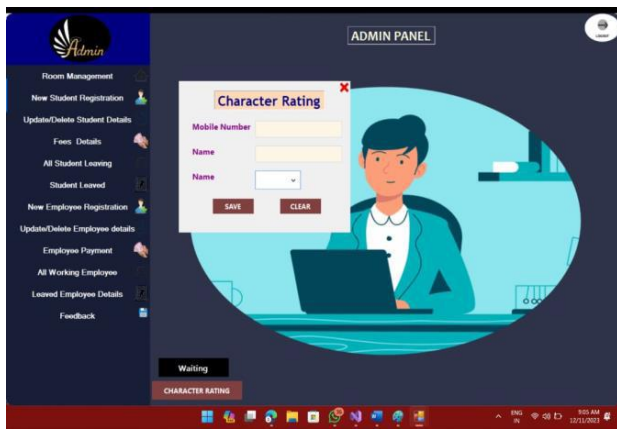 Admin
ADMIN PANEL
LOGOUT
Room Management
New Student Registration
Update/Delete Student Details
Fees Details
All Student Leaving
Student Leaved
New Employee Registration
Update/Delete Employee details
Employee Payment
All Working Employee
Leaved Employee Details
Feedback
Character Rating
Mobile Number
Name
Name
SAVE CLEAR
Waiting
CHARACTER RATING
ENG
IN
9:05 AM
12/11/2023